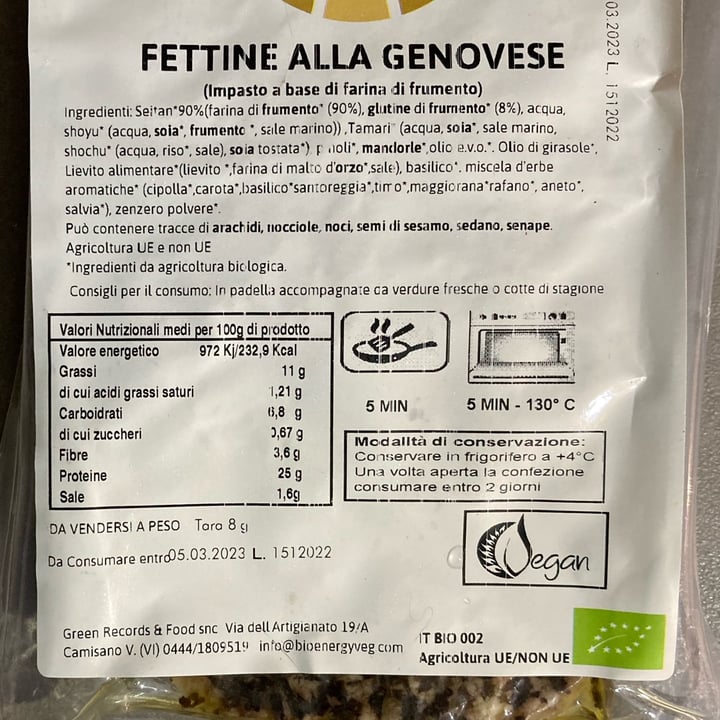 FETTINE ALLA GENOVESE
(Impasto a base di farina di frumento)
Ingredienti: Seitan*90%(farina di frumento* (90%), glutine di frumento* (8%), acqua,
shoyu* (acqua, soia*, frumento *, sale marino)) ,Tamari* (acqua, soia*, sale marino,
shochu* (acqua, riso*, sale), soia tostata*). pinoli*, mandorle*,olio e.v.o.*. Olio di girasole*,
Lievito alimentare*(lievito *,farina di malto d'orzo*,sale), basilico*. miscela d'erbe
aromatiche* (cipolla*,carota*,basilico*santoreggia*,timo*,maggiorana*rafano*, aneto*,
salvia*), zenzero polvere*.
Può contenere tracce di arachidi, nocciole, noci, semi di sesamo, sedano, senape.
Agricoltura UE e non UE
*Ingredienti da agricoltura biologica.
Consigli per il consumo: In padella accompagnate da verdure fresche o cotte di stagione
Valori Nutrizionali medi per 100g di prodotto
Valore energetico 972 Kj/232,9 Kcal
Grassi 11 g
di cui acidi grassi saturi 1,21 g
Carboidrati 6,8 g
di cui zuccheri 0,67 g
Fibre 3,6 g
Proteine 25 g
Sale 1,6g
5 MIN
5 MIN - 130° C
Modalità di conservazione:
Conservare in frigorifero a +4°C
Una volta aperta la confezione
consumare entro 2 giorni
DA VENDERSI A PESO Tara 8 g
Da Consumare entro05.03.2023 L. 1512022
Vegan
Green Records & Food snc Via dell Artigianato 19/A
Camisano V. (VI) 0444/1809519 info@bioenergyveg com
IT BIO 002
Agricoltura UE/NON UE
03.2023 L. 1512022